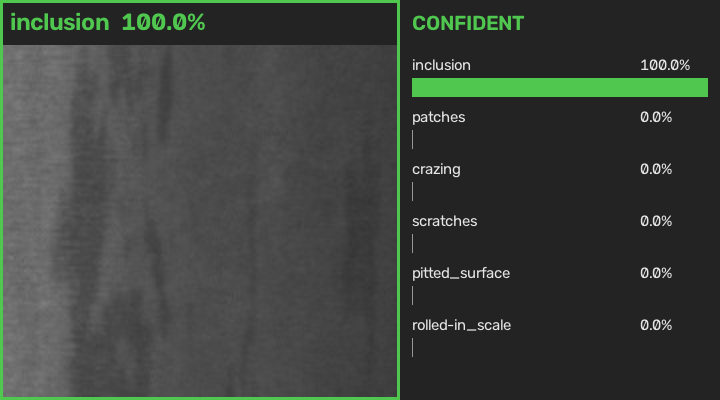 inclusion 100.0%
CONFIDENT
inclusion 100.0%
patches 0.0%
crazing 0.0%
scratches 0.0%
pitted_surface 0.0%
rolled-in_scale 0.0%